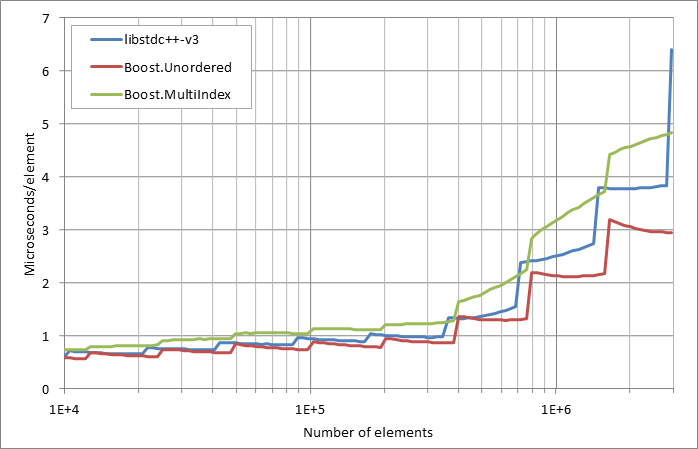 7
6
5
4
3
2
1
0
Microseconds/element
libstdc++-v3
Boost.Unordered
Boost.MultiIndex
1E+4
1E+5
1E+6
Number of elements